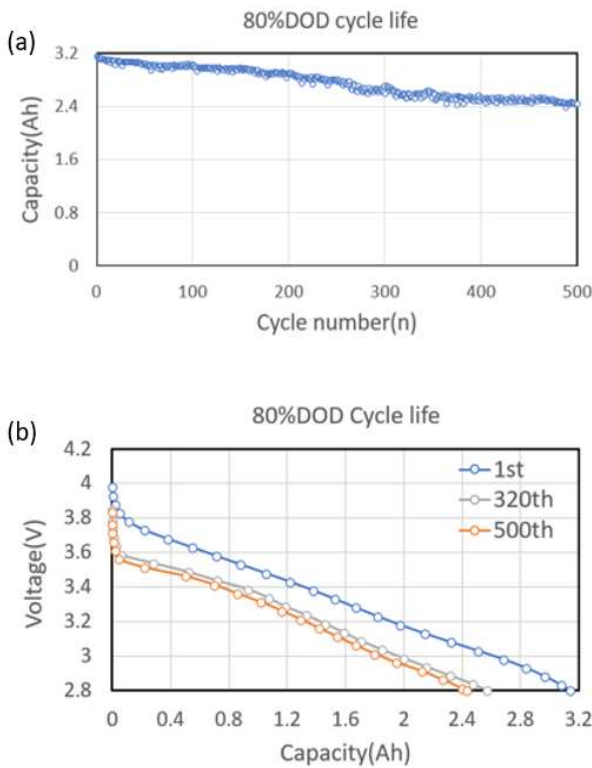 80%DOD cycle life
(a)
3.2
2.4
1.6
0.8
0
Capacity(Ah)
0 100 200 300 400 500
Cycle number(n)
80%DOD Cycle life
(b)
4.2
4
3.8
3.6
3.4
3.2
3
2.8
Voltage(V)
1st
320th
500th
0 0.4 0.8 1.2 1.6 2 2.4 2.8 3.2
Capacity(Ah)